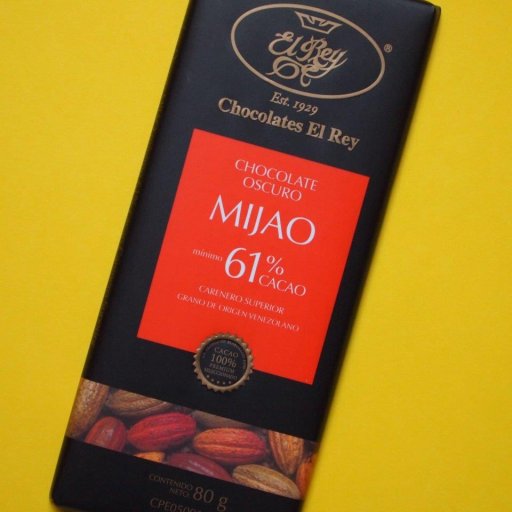 El Rey
®
Est. 1929
Chocolates El Rey
CHOCOLATE
OSCURO
MIJAO
mínimo 61% CACAO
CARENERO SUPERIOR
GRANO DE ORIGEN VENEZOLANO
CACAO
100%
PREMIUM
SELECCIONADO
CONTENIDO
NETO: 80 g